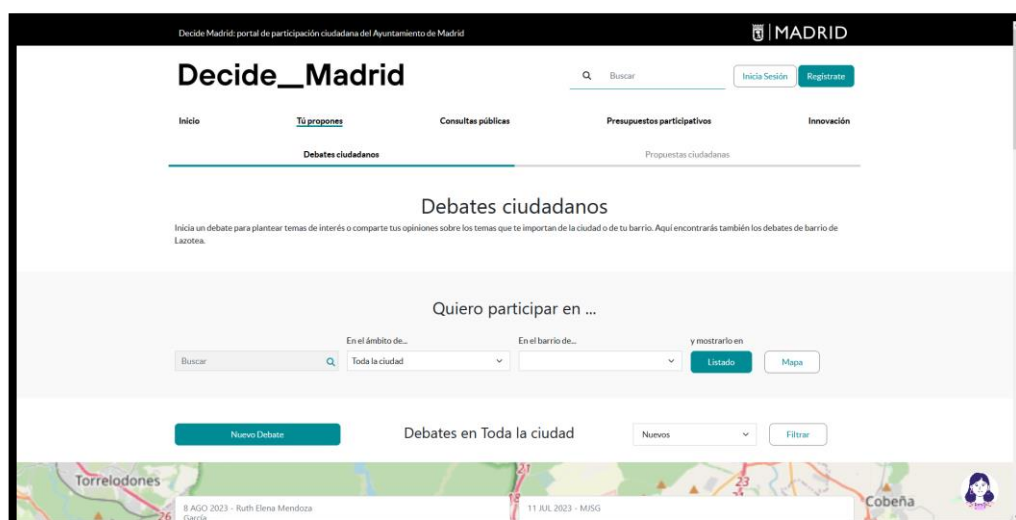 Decide Madrid: portal de participación ciudadana del Ayuntamiento de Madrid
MADRID
Decide__Madrid
Buscar
Inicia Sesión
Regístrate
Inicio
Tú propones
Consultas públicas
Presupuestos participativos
Innovación
Debates ciudadanos
Propuestas ciudadanas
Debates ciudadanos
Inicia un debate para plantear temas de interés o comparte tus opiniones sobre los temas que te importan de la ciudad o de tu barrio. Aquí encontrarás también los debates de barrio de
Lazotea.
Quiero participar en ...
En el ámbito de...
En el barrio de...
y mostrarlo en
Buscar
Toda la ciudad
Listado
Mapa
Nuevo Debate
Debates en Toda la ciudad
Nuevos
Filtrar
Torrelodones
21
23
Cobeña
18
26
8 AGO 2023 - Ruth Elena Mendoza
García
11 JUL 2023 - MJSG